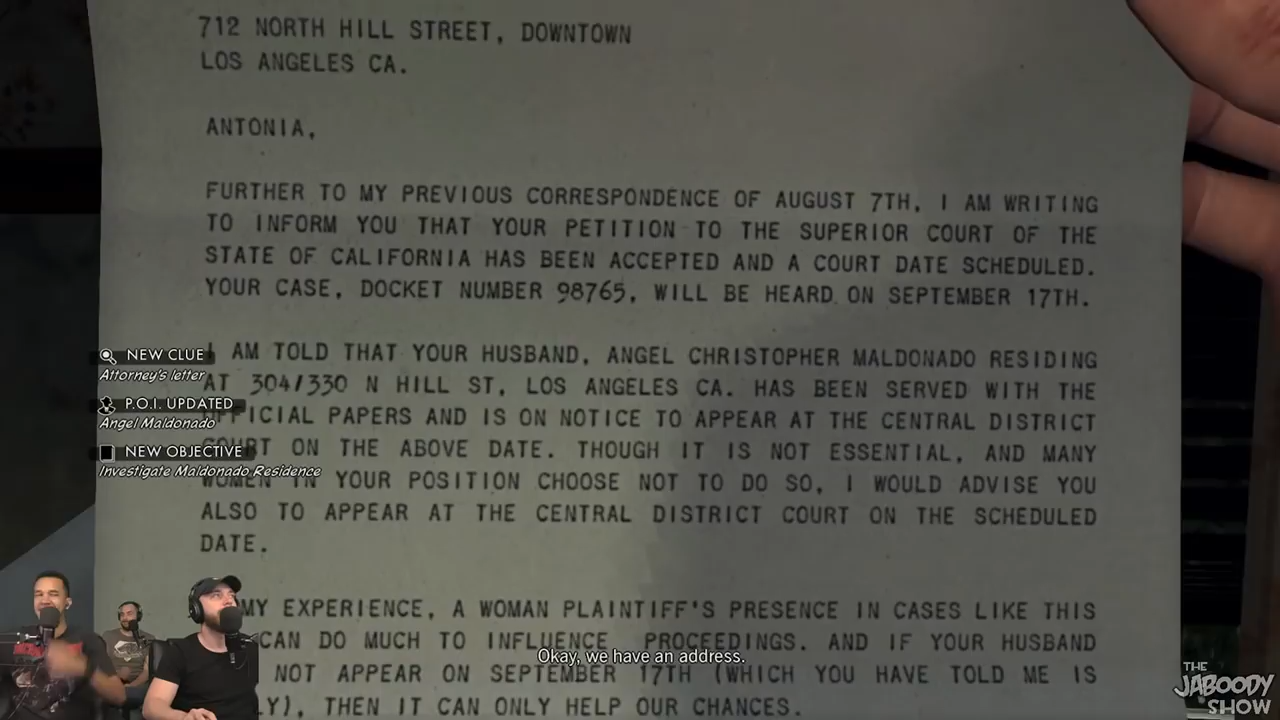 712 NORTH HILL STREET, DOWNTOWN
LOS ANGELES CA.
ANTONIA,
FURTHER TO MY PREVIOUS CORRESPONDENCE OF AUGUST 7TH, I AM WRITING
TO INFORM YOU THAT YOUR PETITION TO THE SUPERIOR COURT OF THE
STATE OF CALIFORNIA HAS BEEN ACCEPTED AND A COURT DATE SCHEDULED.
YOUR CASE, DOCKET NUMBER 98765, WILL BE HEARD ON SEPTEMBER 17TH.
I AM TOLD THAT YOUR HUSBAND, ANGEL CHRISTOPHER MALDONADO RESIDING
AT 304/330 N HILL ST, LOS ANGELES CA. HAS BEEN SERVED WITH THE
OFFICIAL PAPERS AND IS ON NOTICE TO APPEAR AT THE CENTRAL DISTRICT
COURT ON THE ABOVE DATE. THOUGH IT IS NOT ESSENTIAL, AND MANY
WOMEN IN YOUR POSITION CHOOSE NOT TO DO SO, I WOULD ADVISE YOU
ALSO TO APPEAR AT THE CENTRAL DISTRICT COURT ON THE SCHEDULED
DATE.
MY EXPERIENCE, A WOMAN PLAINTIFF'S PRESENCE IN CASES LIKE THIS
CAN DO MUCH TO INFLUENCE PROCEEDINGS. AND IF YOUR HUSBAND
NOT APPEAR ON SEPTEMBER 17TH (WHICH YOU HAVE TOLD ME IS
LY), THEN IT CAN ONLY HELP OUR CHANCES.
NEW CLUE
Attorney's letter
P.O.I. UPDATED
Angel Maldonado
NEW OBJECTIVE
Investigate Maldonado Residence
Okay, we have an address.
THE
JABOODY
SHOW